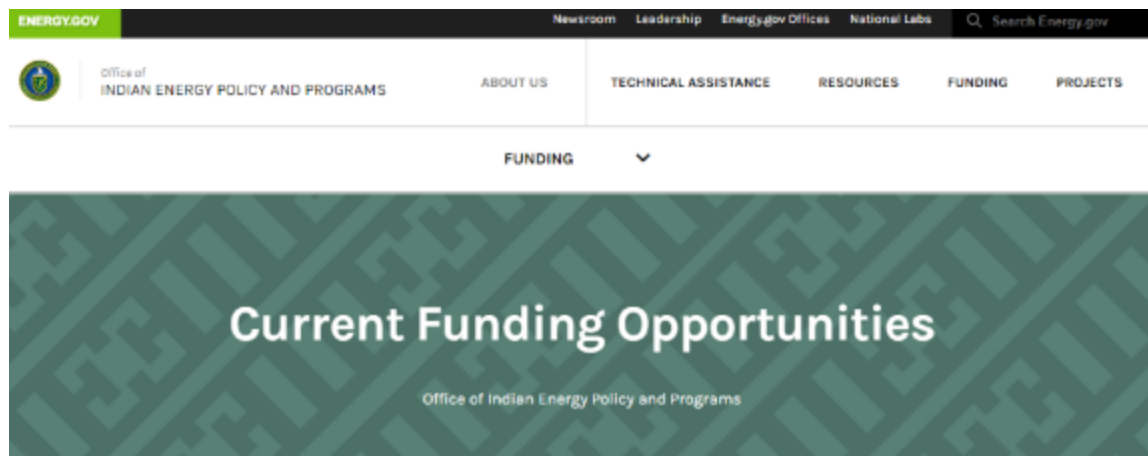 ENERGY.GOV Newsroom Leadership Energy.gov Offices National Labs Search Energy.gov
Office of
INDIAN ENERGY POLICY AND PROGRAMS ABOUT US TECHNICAL ASSISTANCE RESOURCES FUNDING PROJECTS
FUNDING
Current Funding Opportunities
Office of Indian Energy Policy and Programs